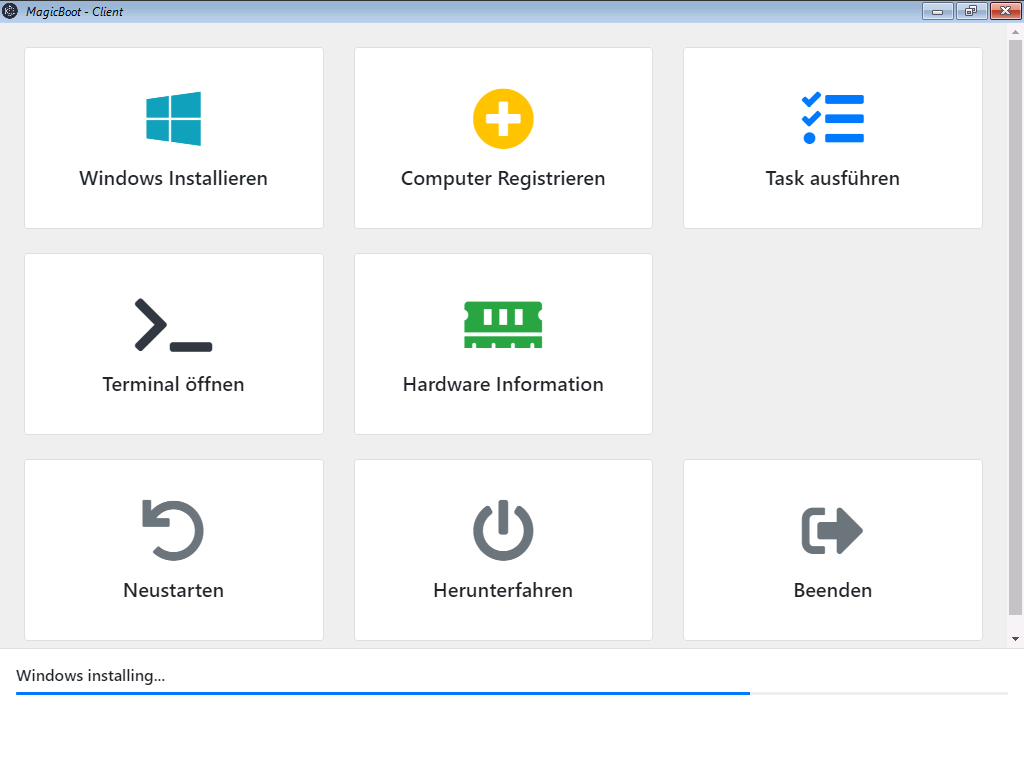 MagicBoot - Client
Windows Installieren
Computer Registrieren
Task ausführen
Terminal öffnen
Hardware Information
Neustarten
Herunterfahren
Beenden
Windows installing...